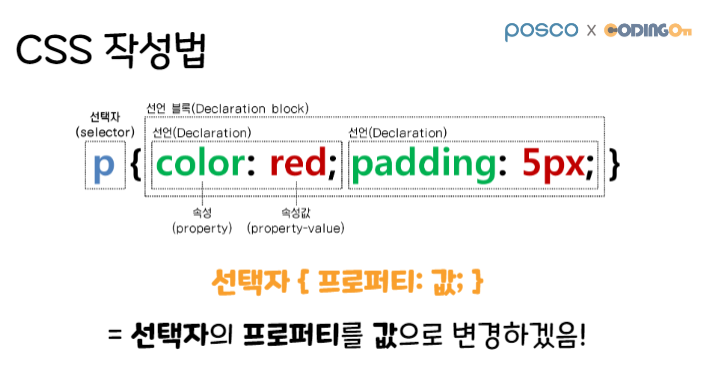 posco x CODINGOn
CSS 작성법
선언 블록(Declaration block)
선택자
(selector)
선언(Declaration) 선언(Declaration)
p { color: red; padding: 5px; }
속성 속성값
(property) (property-value)
선택자 { 프로퍼티: 값; }
= 선택자의 프로퍼티를 값으로 변경하겠음!